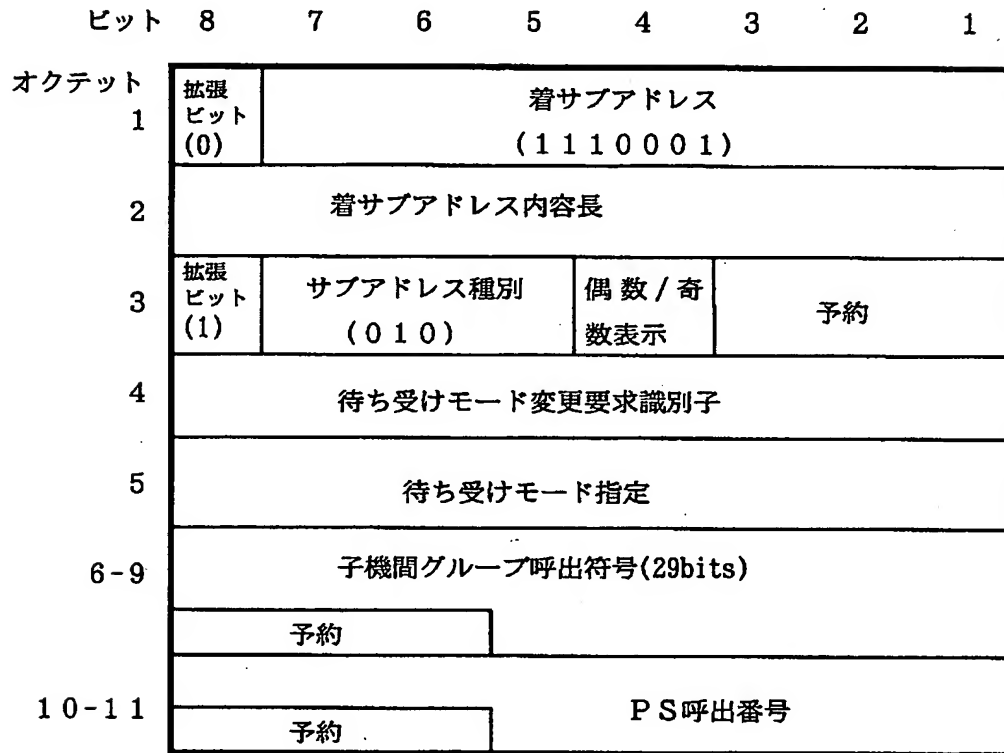 ビット 8 7 6 5 4 3 2 1
オクテット
1
拡張
ビット
(0)
着サブアドレス
(1110001)
2
着サブアドレス内容長
3
拡張
ビット
(1)
サブアドレス種別
(010)
偶数/奇
数表示
予約
4
待ち受けモード変更要求識別子
5
待ち受けモード指定
6-9
子機間グループ呼出符号(29bits)
予約
10-11
PS呼出番号
予約